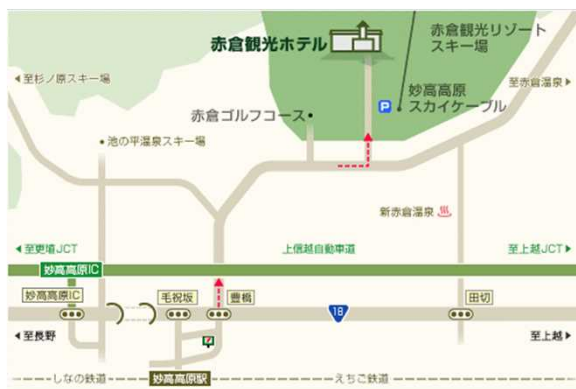 赤倉観光ホテル
赤倉観光リゾート
スキー場
◀至杉ノ原スキー場
妙高高原
スカイケーブル
至赤倉温泉▶
P
赤倉ゴルフコース
池の平温泉スキー場
新赤倉温泉
◀至更埴JCT
上信越自動車道
至上越JCT▶
妙高高原IC
妙高高原IC
毛祝坂
豊橋
18
田切
◀至長野
至上越▶
しなの鉄道
妙高高原駅
えちご鉄道